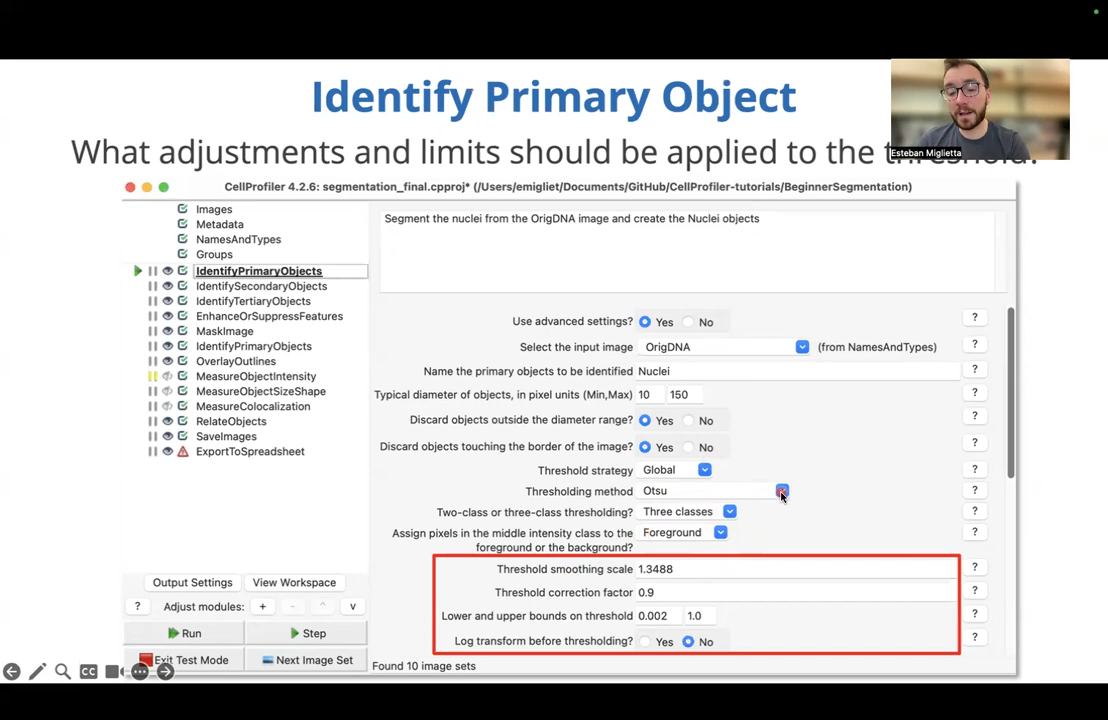 Identify Primary Object
What adjustments and limits should be applied to the
Esteban Miglietta
CellProfiler 4.2.6: segmentation_final.cpproj* (/Users/emigliet/Documents/GitHub/CellProfiler-tutorials/BeginnerSegmentation)
Images
Metadata
NamesAndTypes
Groups
IdentifyPrimaryObjects
IdentifySecondaryObjects
IdentifyTertiaryObjects
EnhanceOrSuppressFeatures
MaskImage
IdentifyPrimaryObjects
OverlayOutlines
MeasureObjectIntensity
MeasureObjectSizeShape
MeasureColocalization
RelateObjects
SaveImages
ExportToSpreadsheet
Output Settings View Workspace
? Adjust modules: + - ^ v
Run Step
Exit Test Mode Next Image Set
Segment the nuclei from the OrigDNA image and create the Nuclei objects
Use advanced settings? Yes No ?
Select the input image OrigDNA (from NamesAndTypes) ?
Name the primary objects to be identified Nuclei ?
Typical diameter of objects, in pixel units (Min,Max) 10 150 ?
Discard objects outside the diameter range? Yes No ?
Discard objects touching the border of the image? Yes No ?
Threshold strategy Global ?
Thresholding method Otsu ?
Two-class or three-class thresholding? Three classes ?
Assign pixels in the middle intensity class to the Foreground ?
foreground or the background?
Threshold smoothing scale 1.3488 ?
Threshold correction factor 0.9 ?
Lower and upper bounds on threshold 0.002 1.0 ?
Log transform before thresholding? Yes No ?
Found 10 image sets
CC